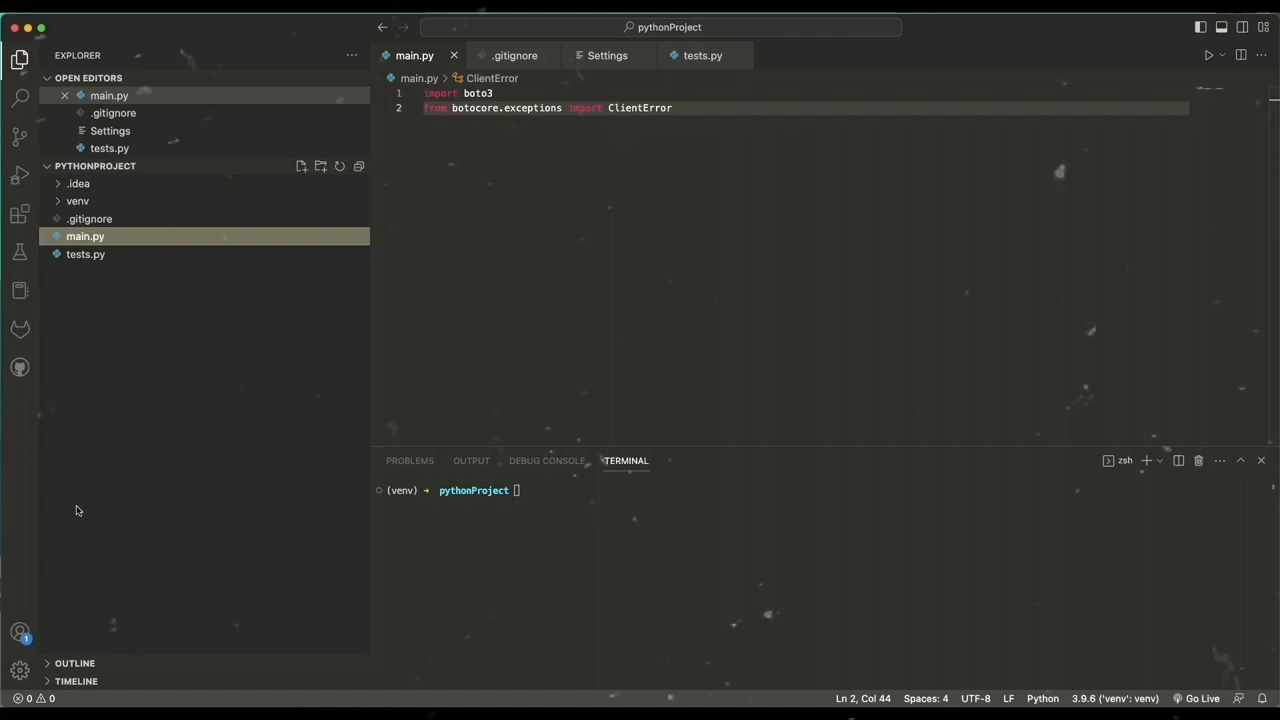 pythonProject
EXPLORER
OPEN EDITORS
main.py
.gitignore
Settings
tests.py
PYTHONPROJECT
.idea
venv
.gitignore
main.py
tests.py
OUTLINE
TIMELINE
main.py .gitignore Settings tests.py
main.py > ClientError
1 import boto3
2 from botocore.exceptions import ClientError
PROBLEMS OUTPUT DEBUG CONSOLE TERMINAL zsh
(venv) → pythonProject
1
0 0 Ln 2, Col 44 Spaces: 4 UTF-8 LF Python 3.9.6 ('venv': venv) Go Live